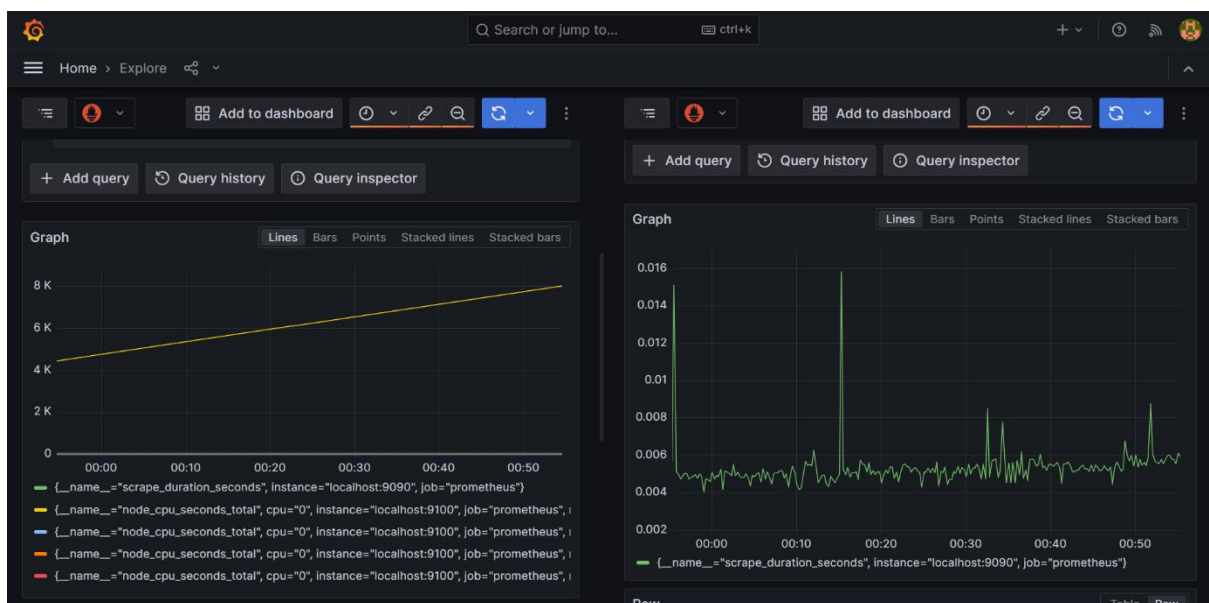 Search or jump to... ctrl+k
Home › Explore
Add to dashboard
Add query Query history Query inspector
Graph Lines Bars Points Stacked lines Stacked bars
8 K
6 K
4 K
2 K
0
00:00 00:10 00:20 00:30 00:40 00:50
{__name__="scrape_duration_seconds", instance="localhost:9090", job="prometheus"}
{__name__="node_cpu_seconds_total", cpu="0", instance="localhost:9100", job="prometheus",
{__name__="node_cpu_seconds_total", cpu="0", instance="localhost:9100", job="prometheus",
{__name__="node_cpu_seconds_total", cpu="0", instance="localhost:9100", job="prometheus",
{__name__="node_cpu_seconds_total", cpu="0", instance="localhost:9100", job="prometheus",
Add to dashboard
Add query Query history Query inspector
Graph Lines Bars Points Stacked lines Stacked bars
0.016
0.014
0.012
0.01
0.008
0.006
0.004
0.002
00:00 00:10 00:20 00:30 00:40 00:50
{__name__="scrape_duration_seconds", instance="localhost:9090", job="prometheus"}